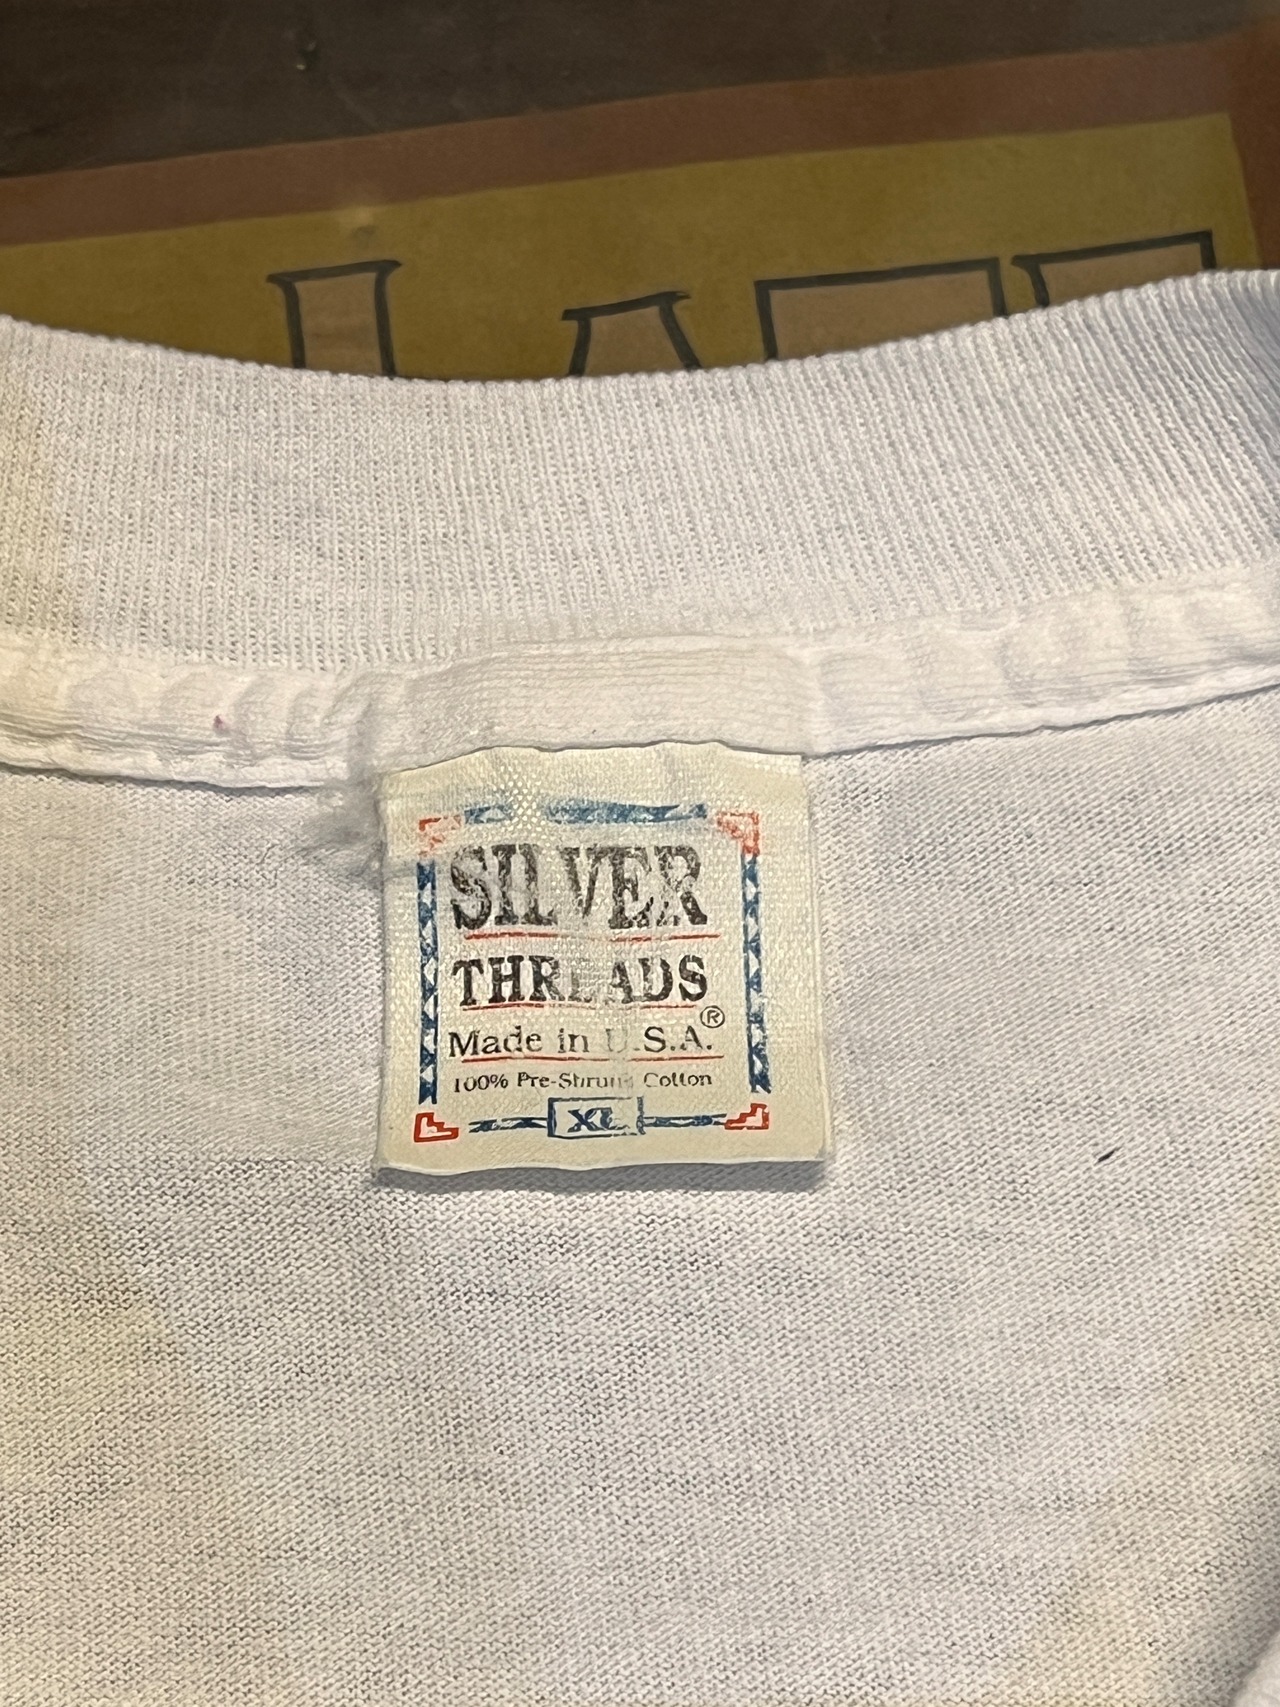 SILVER
THREADS
®
Made in U.S.A.
100% Pre-Shrunk Cotton
XL